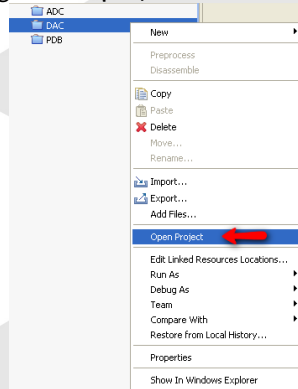 ADC
DAC
PDB
New
Preprocess
Disassemble
Copy
Paste
Delete
Move...
Rename...
Import...
Export...
Add Files...
Open Project
Edit Linked Resources Locations...
Run As
Debug As
Team
Compare With
Restore from Local History...
Properties
Show In Windows Explorer